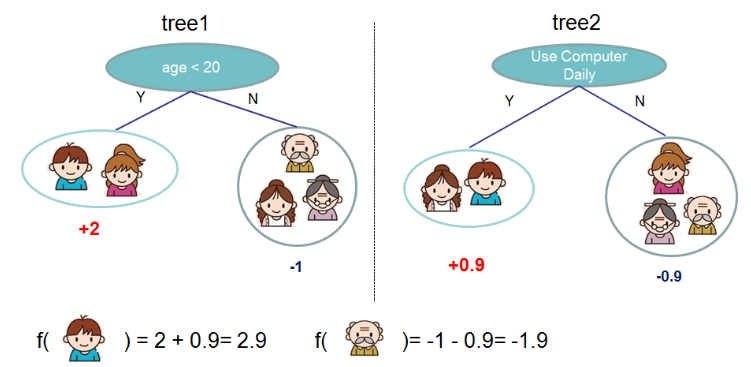 tree1
tree2
age < 20
Use Computer
Daily
Y
N
Y
N
+2
-1
+0.9
-0.9
f( ) = 2 + 0.9= 2.9
f( )= -1 - 0.9= -1.9